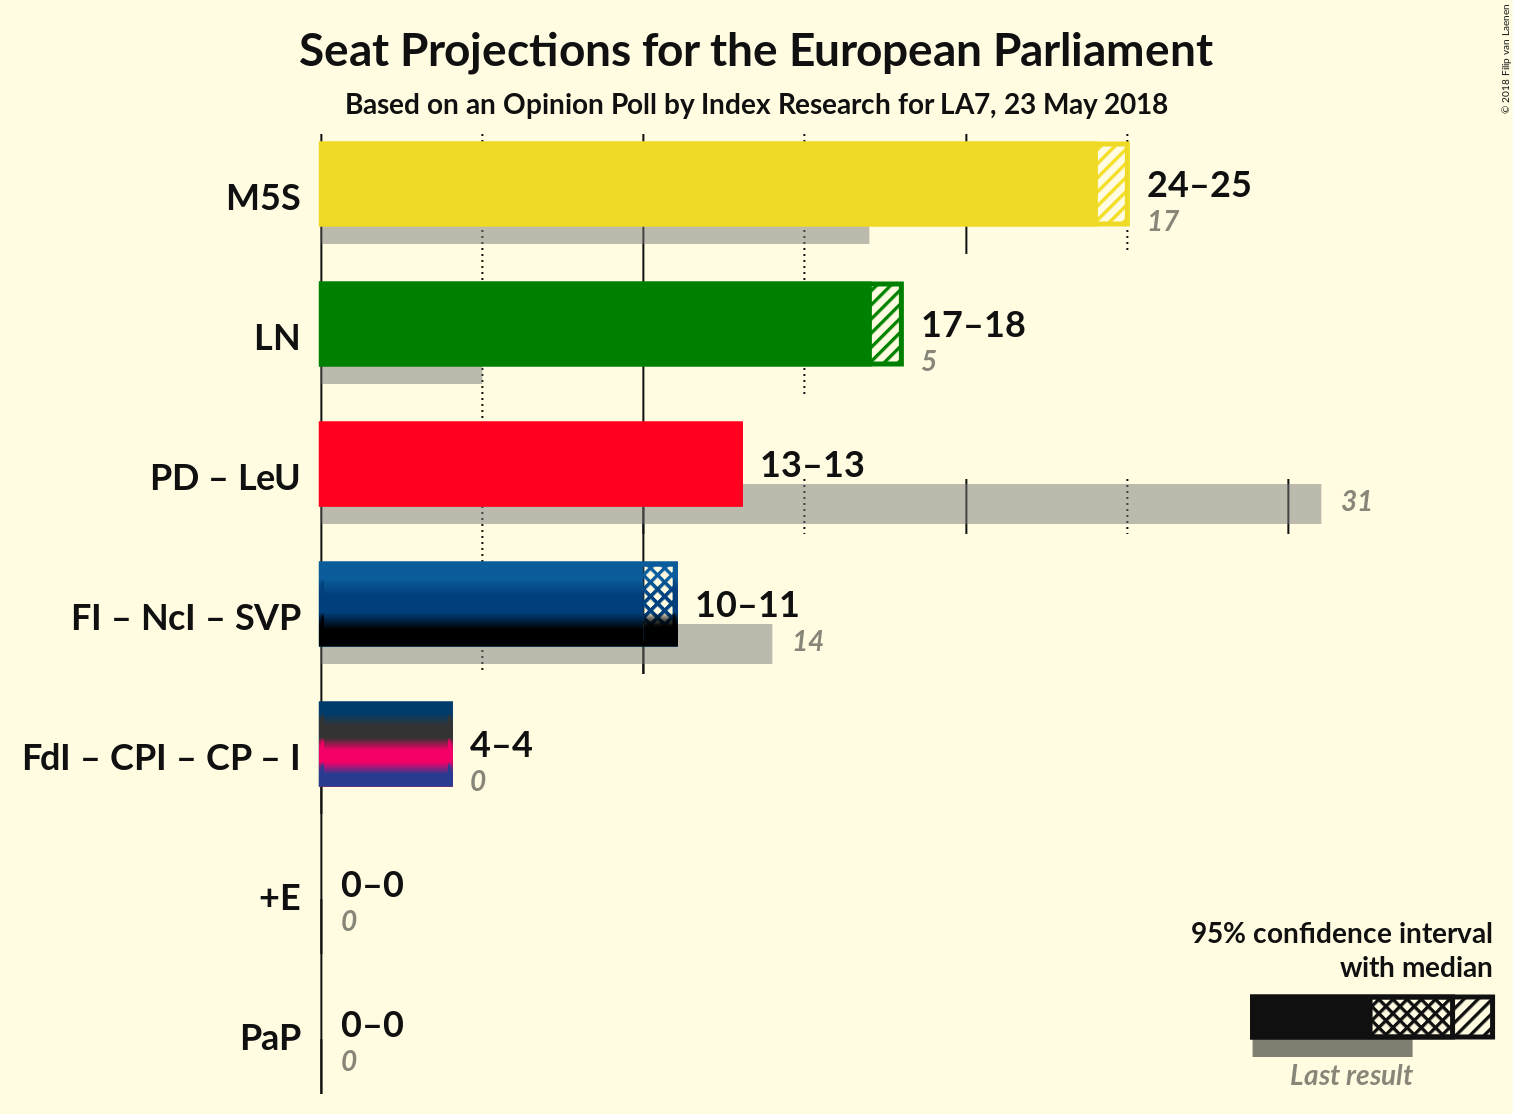 Seat Projections for the European Parliament
Based on an Opinion Poll by Index Research for LA7, 23 May 2018
© 2018 Filip van Laenen
M5S
24–25
17
LN
17–18
5
PD – LeU
13–13
31
FI – NcI – SVP
10–11
14
FdI – CPI – CP – I
4–4
0
+E
0–0
0
PaP
0–0
0
95% confidence interval
with median
Last result